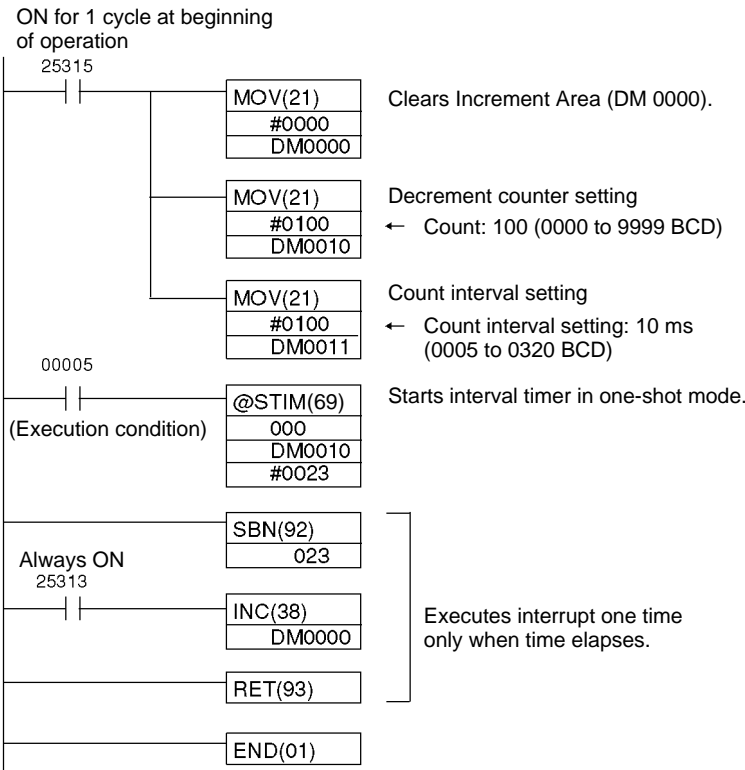 ON for 1 cycle at beginning
of operation
25315
MOV(21)
#0000
DM0000
Clears Increment Area (DM 0000).
MOV(21)
#0100
DM0010
Decrement counter setting
← Count: 100 (0000 to 9999 BCD)
MOV(21)
#0100
DM0011
Count interval setting
← Count interval setting: 10 ms
(0005 to 0320 BCD)
00005
(Execution condition)
@STIM(69)
000
DM0010
#0023
Starts interval timer in one-shot mode.
SBN(92)
023
Always ON
25313
INC(38)
DM0000
Executes interrupt one time
only when time elapses.
RET(93)
END(01)